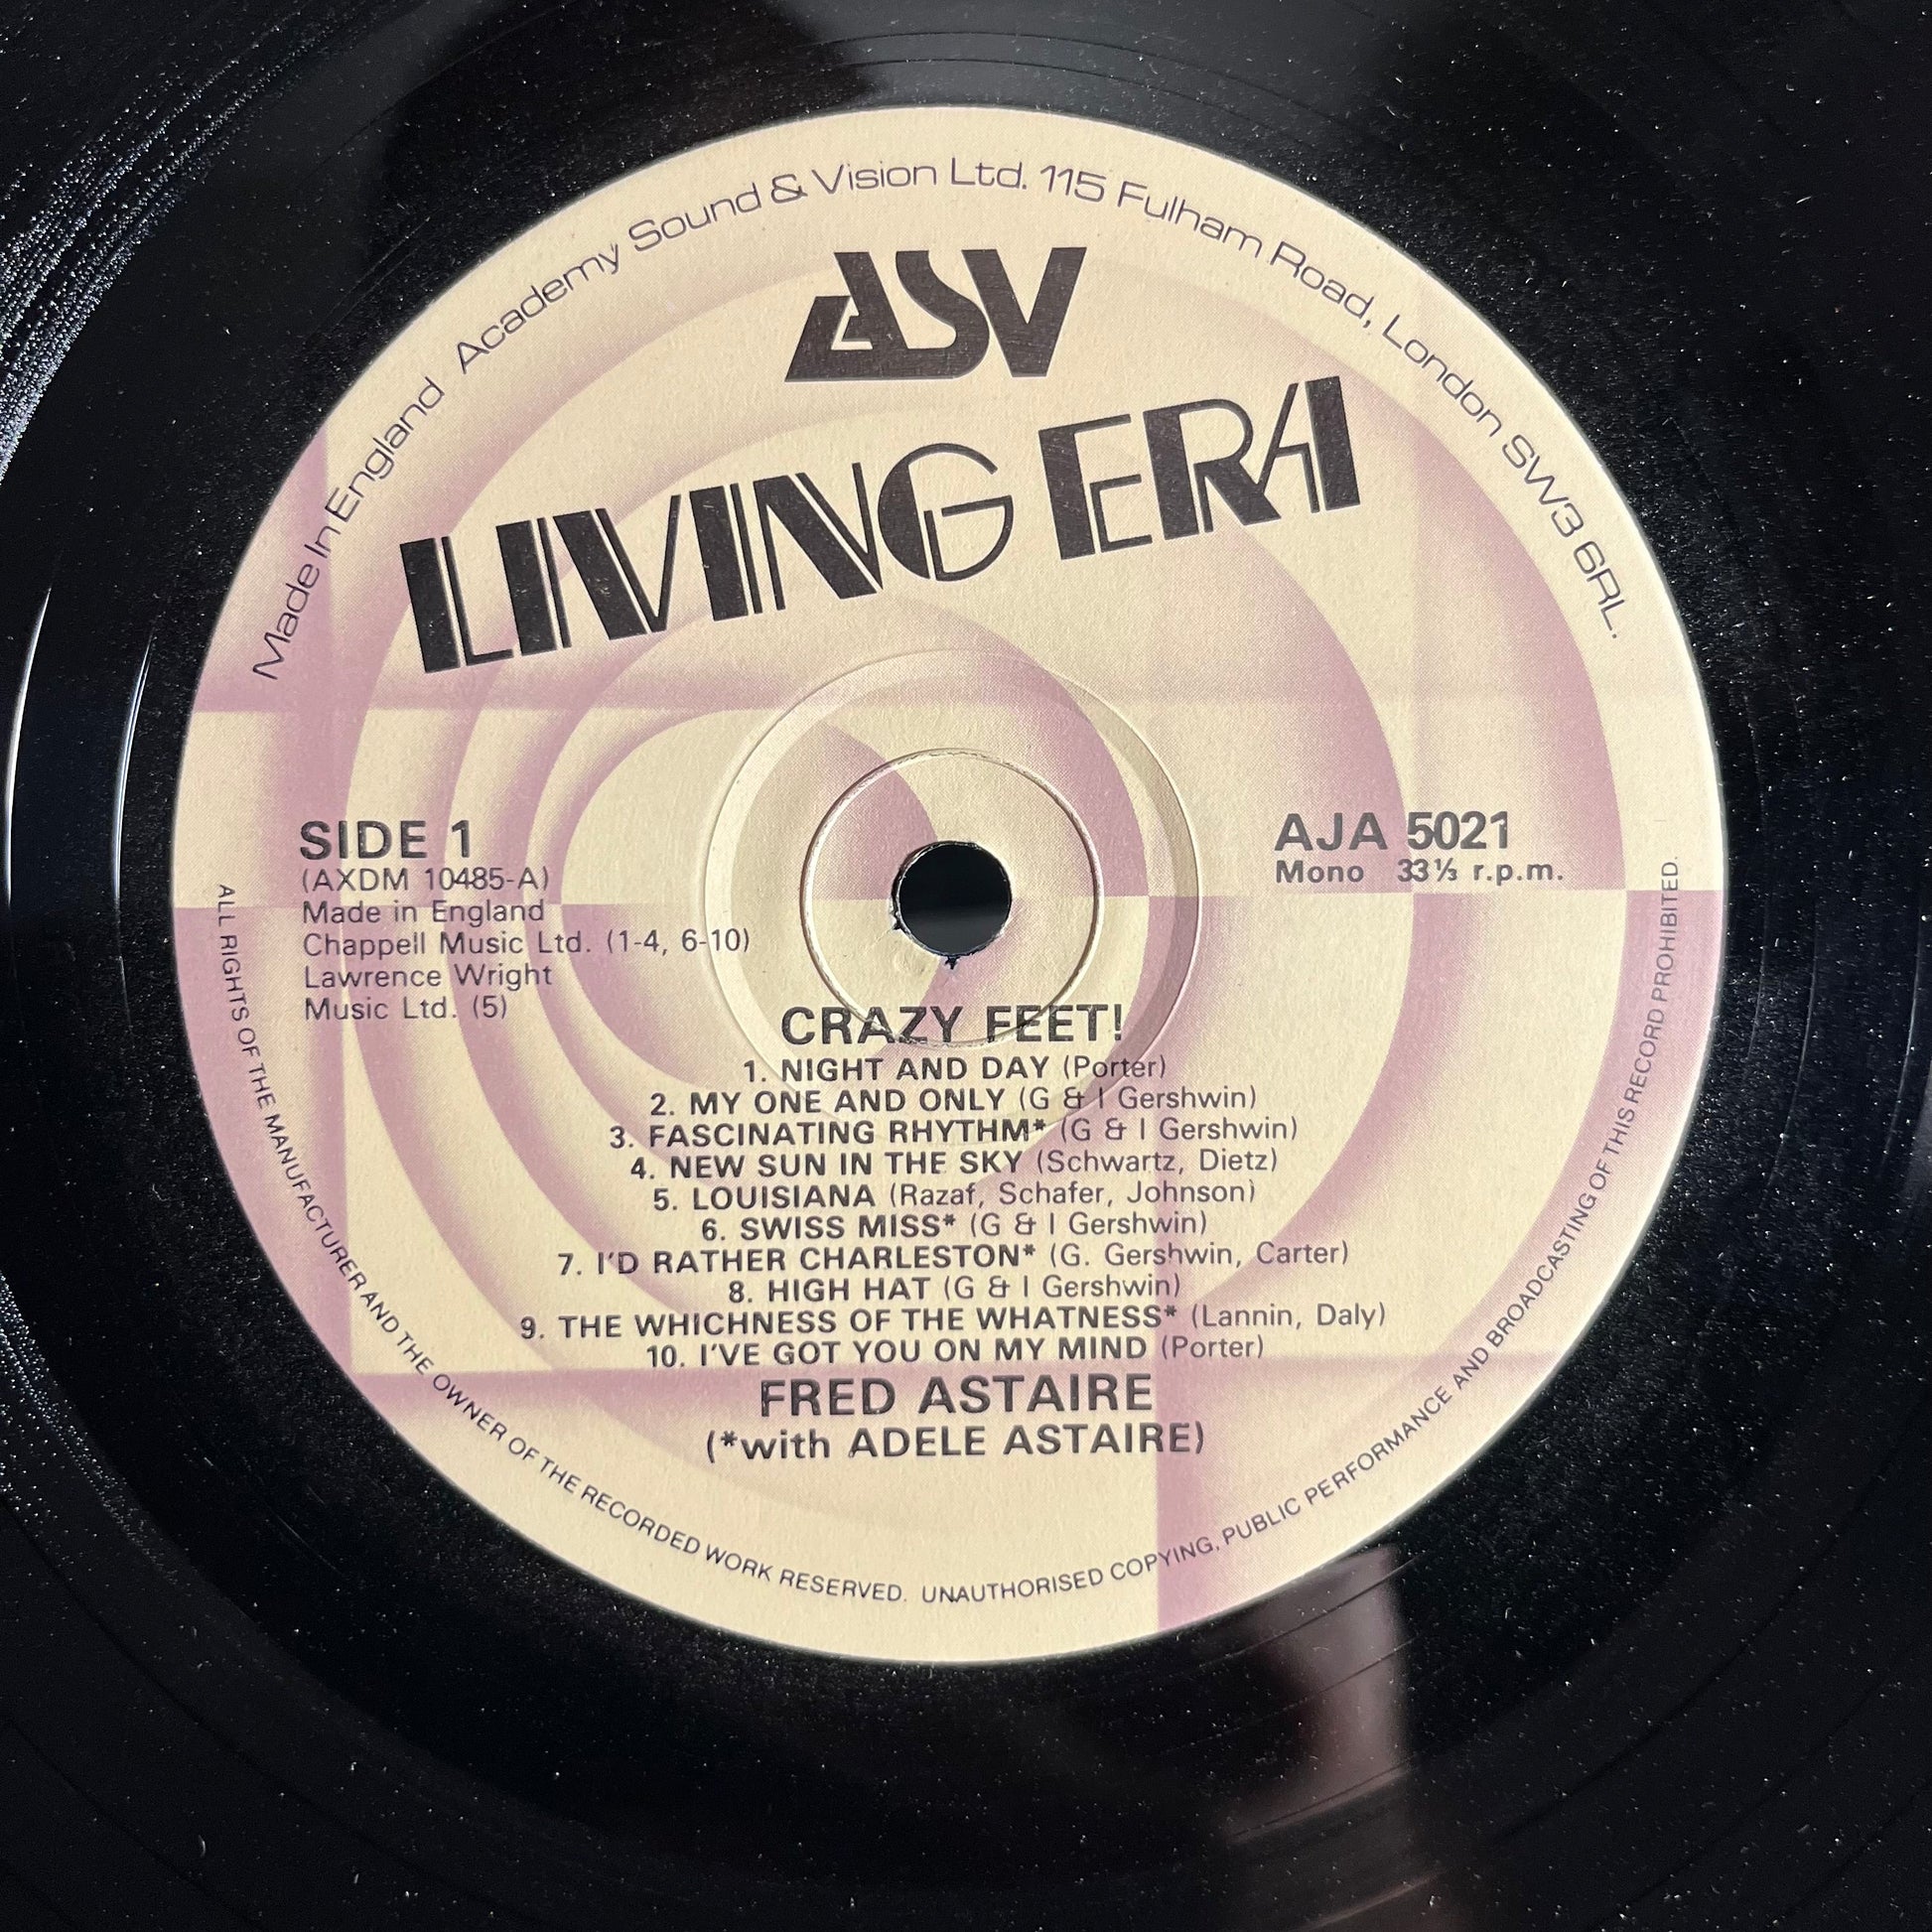 Made In England Academy Sound & Vision Ltd. 115 Fulham Road, London SW3 6RL.
ASV
LIVING ERA
SIDE 1
(AXDM 10485-A)
Made in England
Chappell Music Ltd. (1-4, 6-10)
Lawrence Wright
Music Ltd. (5)
AJA 5021
Mono 33⅓ r.p.m.
CRAZY FEET!
1. NIGHT AND DAY (Porter)
2. MY ONE AND ONLY (G & I Gershwin)
3. FASCINATING RHYTHM* (G & I Gershwin)
4. NEW SUN IN THE SKY (Schwartz, Dietz)
5. LOUISIANA (Razaf, Schafer, Johnson)
6. SWISS MISS* (G & I Gershwin)
7. I'D RATHER CHARLESTON* (G. Gershwin, Carter)
8. HIGH HAT (G & I Gershwin)
9. THE WHICHNESS OF THE WHATNESS* (Lannin, Daly)
10. I'VE GOT YOU ON MY MIND (Porter)
FRED ASTAIRE
(*with ADELE ASTAIRE)
ALL RIGHTS OF THE MANUFACTURER AND THE OWNER OF THE RECORDED WORK RESERVED. UNAUTHORISED COPYING, PUBLIC PERFORMANCE AND BROADCASTING OF THIS RECORD PROHIBITED.